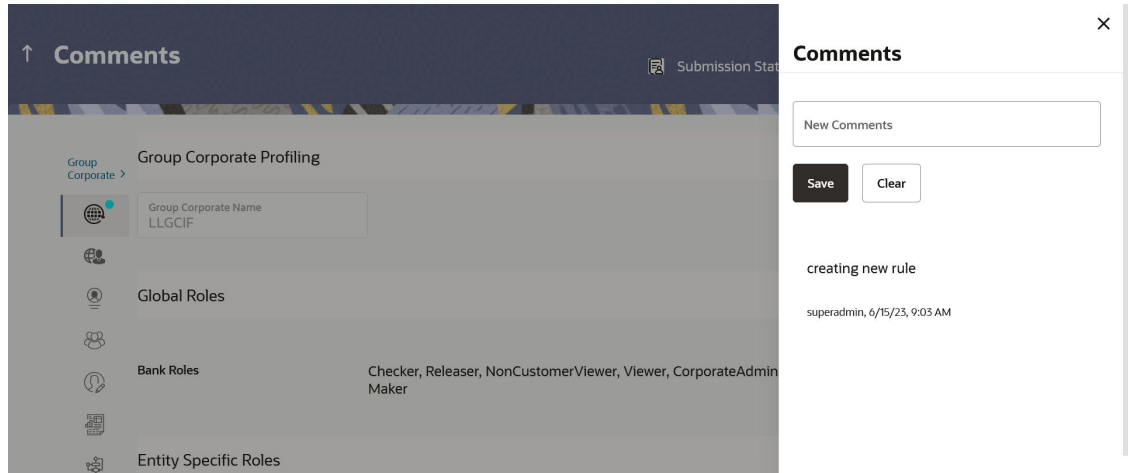 Comments
Submission Stat
Group
Corporate >
Group Corporate Profiling
Group Corporate Name
LLGCIF
Global Roles
Bank Roles
Checker, Releaser, NonCustomerViewer, Viewer, CorporateAdmin
Maker
Entity Specific Roles
Comments
New Comments
Save
Clear
creating new rule
superadmin, 6/15/23, 9:03 AM